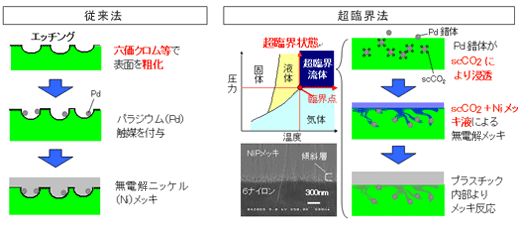 従来法
エッチング
六価クロム等で
表面を粗化
Pd
パラジウム(Pd)
触媒を付与
無電解ニッケル
(Ni)メッキ
超臨界法
超臨界状態
圧力
固体
液体
超臨界
流体
臨界点
気体
温度
NiPメッキ
傾斜層
6ナイロン
300nm
Pd 錯体
Pd 錯体が
scCO2に
より浸透
scCO2
scCO2+Niメッ
キ液による
無電解メッキ
プラスチック
内部より
メッキ反応